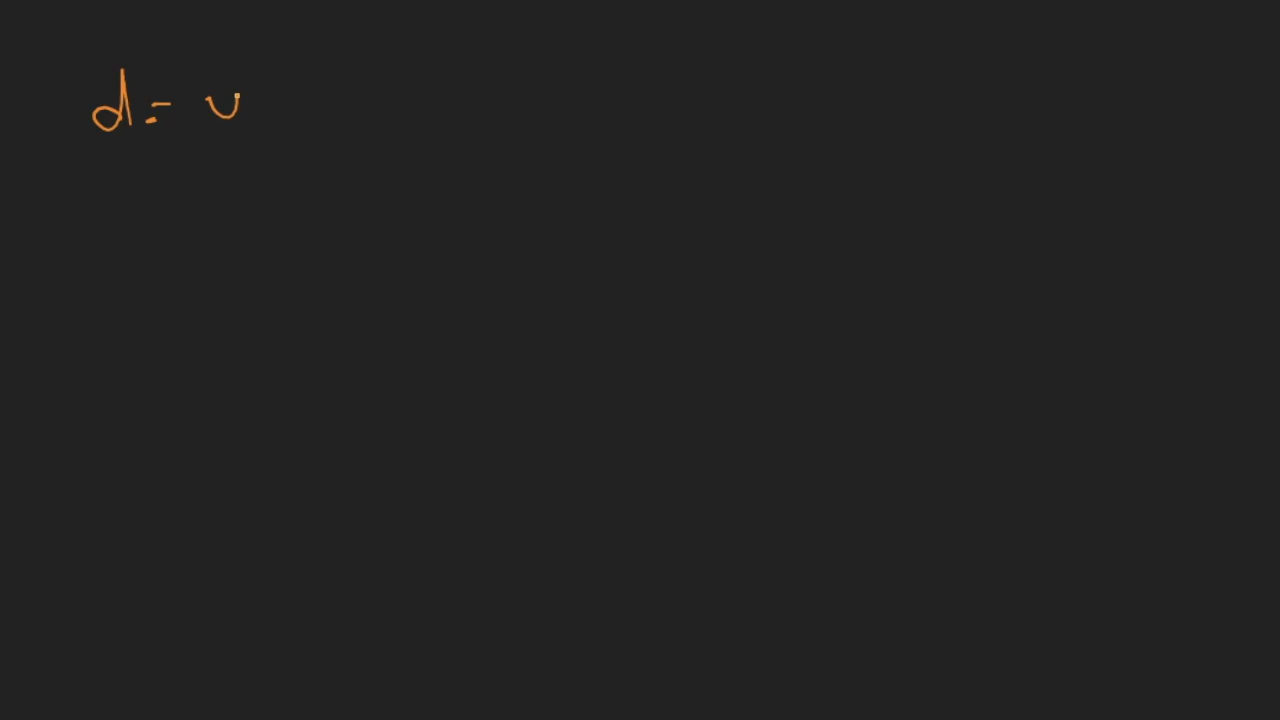 d = v